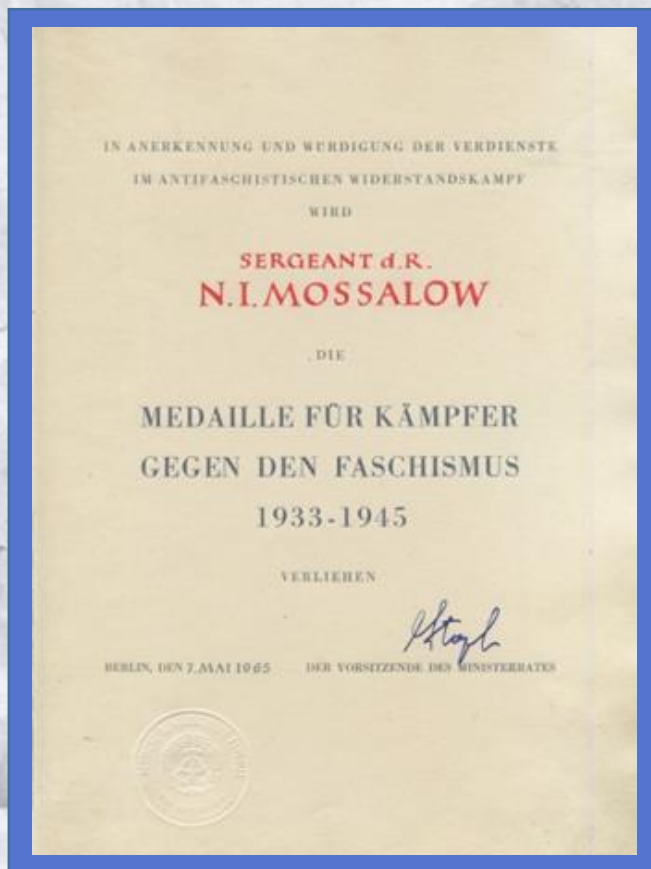 IN ANERKENNUNG UND WÜRDIGUNG DER VERDIENSTE
IM ANTIFASCHISTISCHEN WIDERSTANDSKAMPF
WIRD
SERGEANT d.R.
N.I.MOSSALOW
DIE
MEDAILLE FÜR KÄMPFER
GEGEN DEN FASCHISMUS
1933-1945
VERLIEHEN
BERLIN, DEN 7.MAI 1965 DER VORSITZENDE DES MINISTERRATES